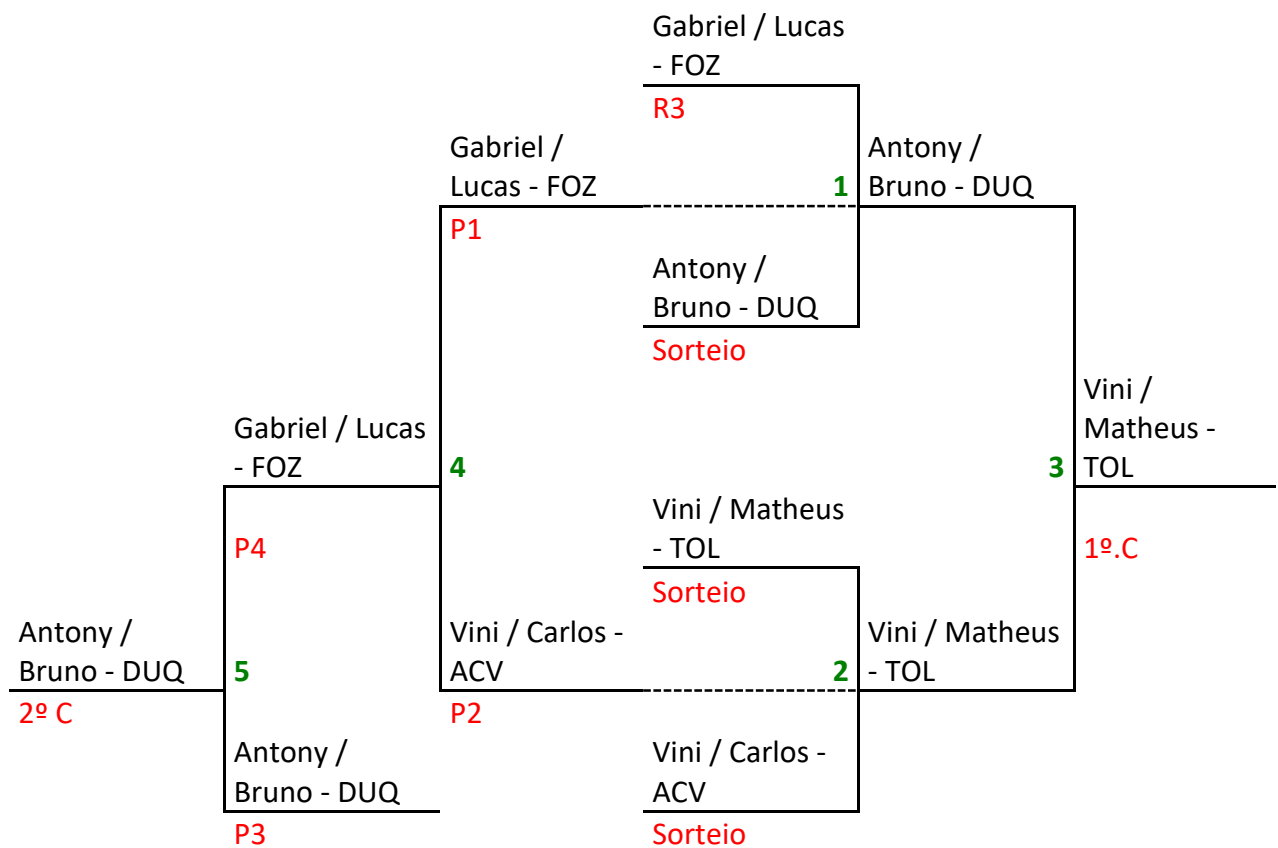 Gabriel / Lucas
- FOZ
R3
Gabriel /
Lucas - FOZ
P1
1
Antony /
Bruno - DUQ
Antony /
Bruno - DUQ
Sorteio
Gabriel / Lucas
- FOZ
P4
4
Vini / Matheus
- TOL
Sorteio
3
Vini /
Matheus -
TOL
1º.C
Antony /
Bruno - DUQ
2º C
5
Vini / Carlos -
ACV
P2
2
Vini / Matheus
- TOL
Antony /
Bruno - DUQ
P3
Vini / Carlos -
ACV
Sorteio